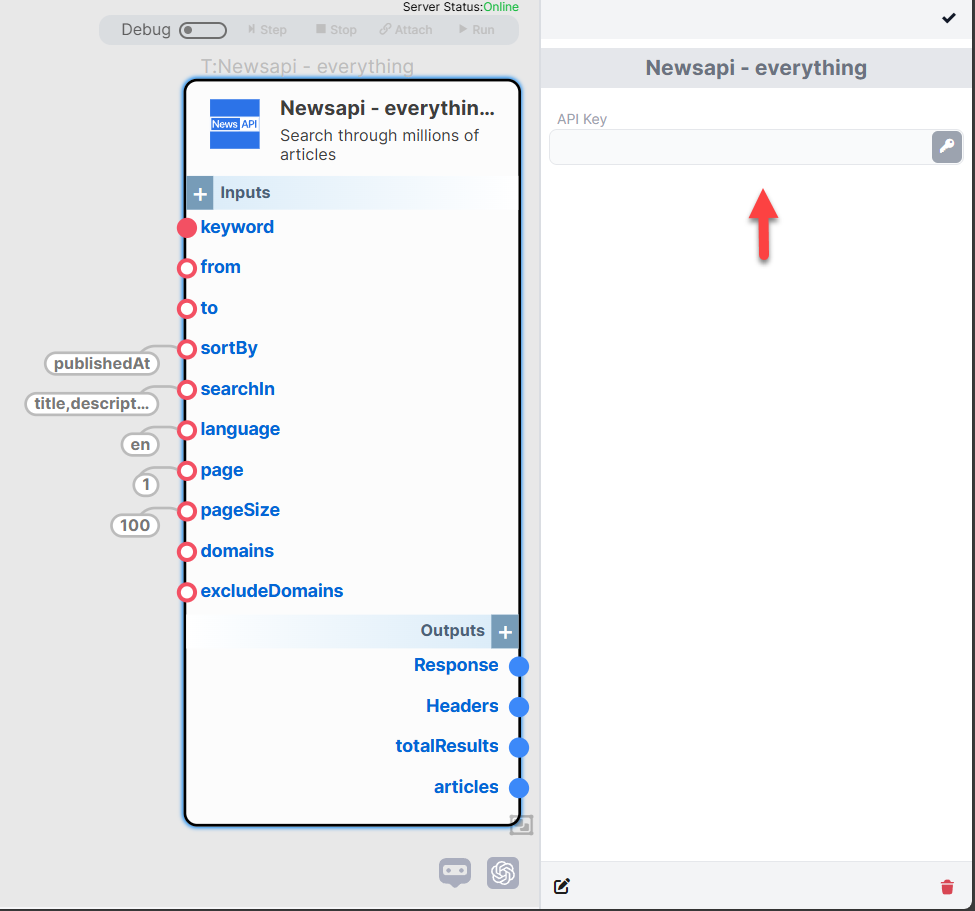 Server Status:Online
Debug
Step
Stop
Attach
Run
T:Newsapi - everything
Newsapi - everythin...
News API
Search through millions of
articles
Inputs
keyword
from
to
sortBy
publishedAt
searchIn
title,descript...
language
en
page
1
pageSize
100
domains
excludeDomains
Outputs
Response
Headers
totalResults
articles
Newsapi - everything
API Key